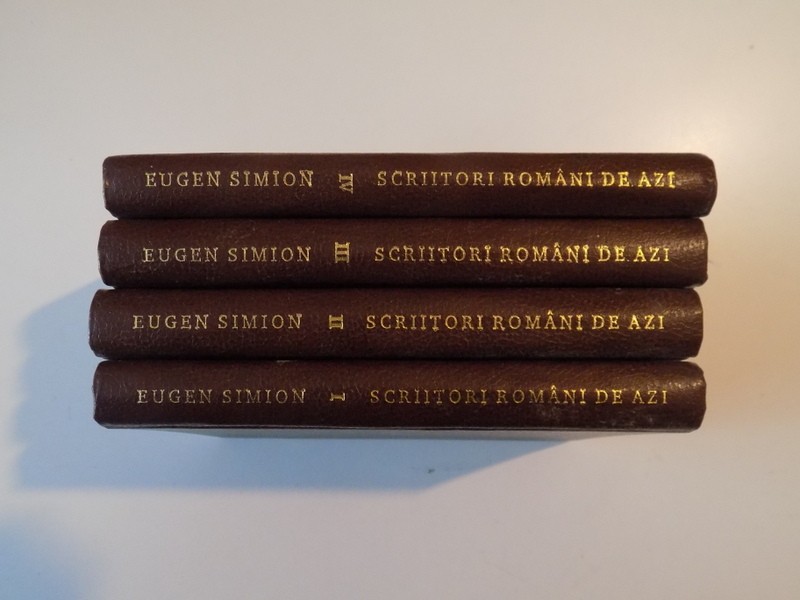 EUGEN SIMION IV SCRIITORI ROMÂNI DE AZI
EUGEN SIMION III SCRIITORI ROMÂNI DE AZI
EUGEN SIMION II SCRIITORI ROMÂNI DE AZI
EUGEN SIMION I SCRIITORI ROMÂNI DE AZI